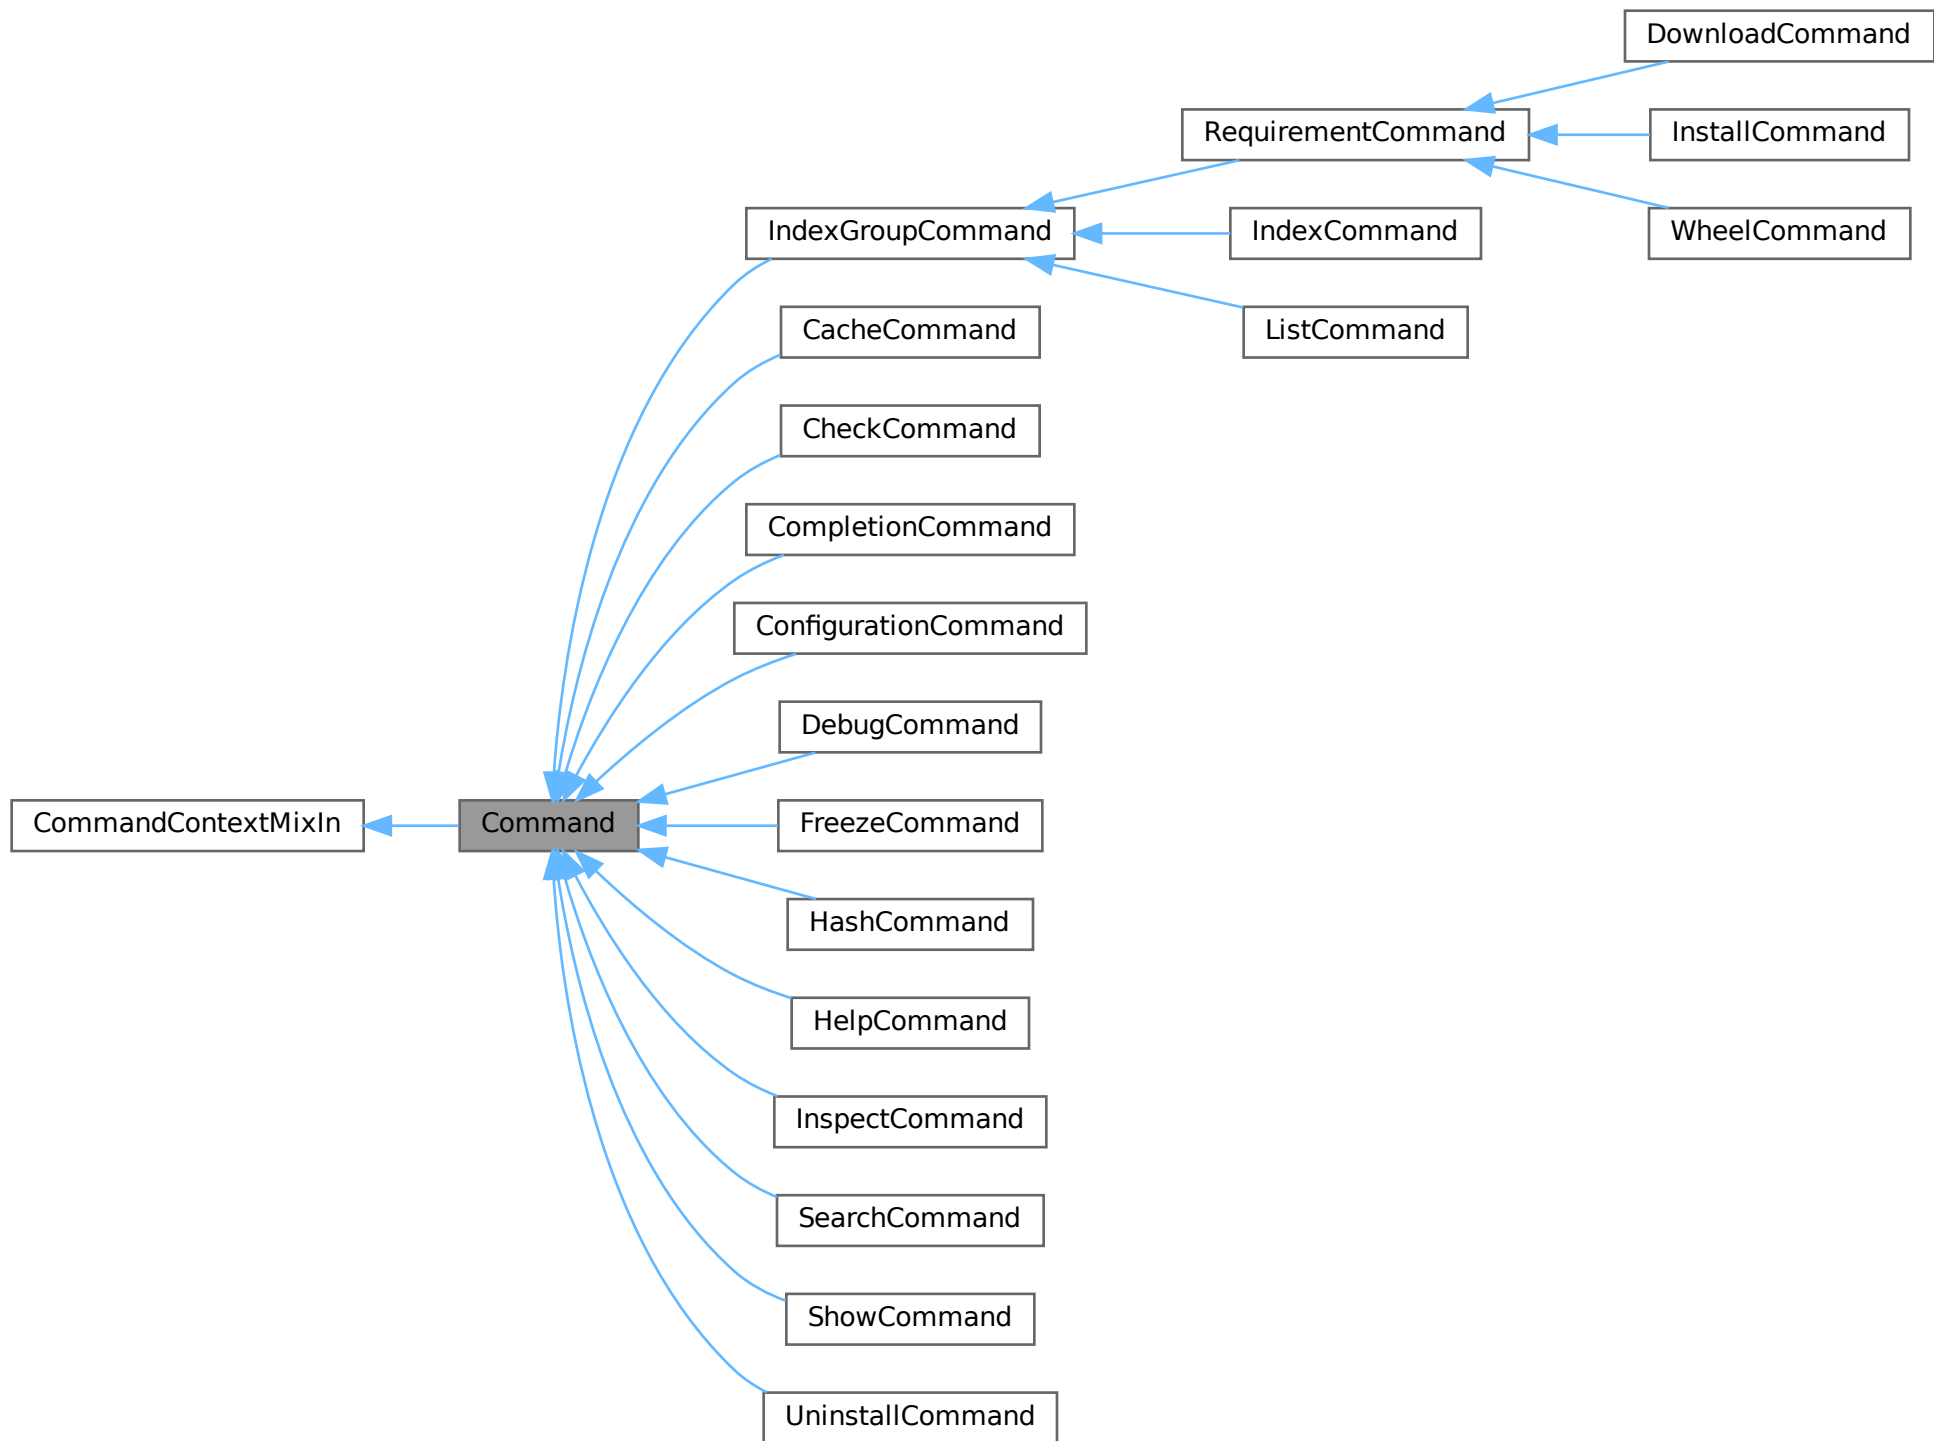 DownloadCommand
RequirementCommand
InstallCommand
IndexGroupCommand
IndexCommand
WheelCommand
CacheCommand
ListCommand
CheckCommand
CompletionCommand
ConfigurationCommand
DebugCommand
CommandContextMixIn
Command
FreezeCommand
HashCommand
HelpCommand
InspectCommand
SearchCommand
ShowCommand
UninstallCommand